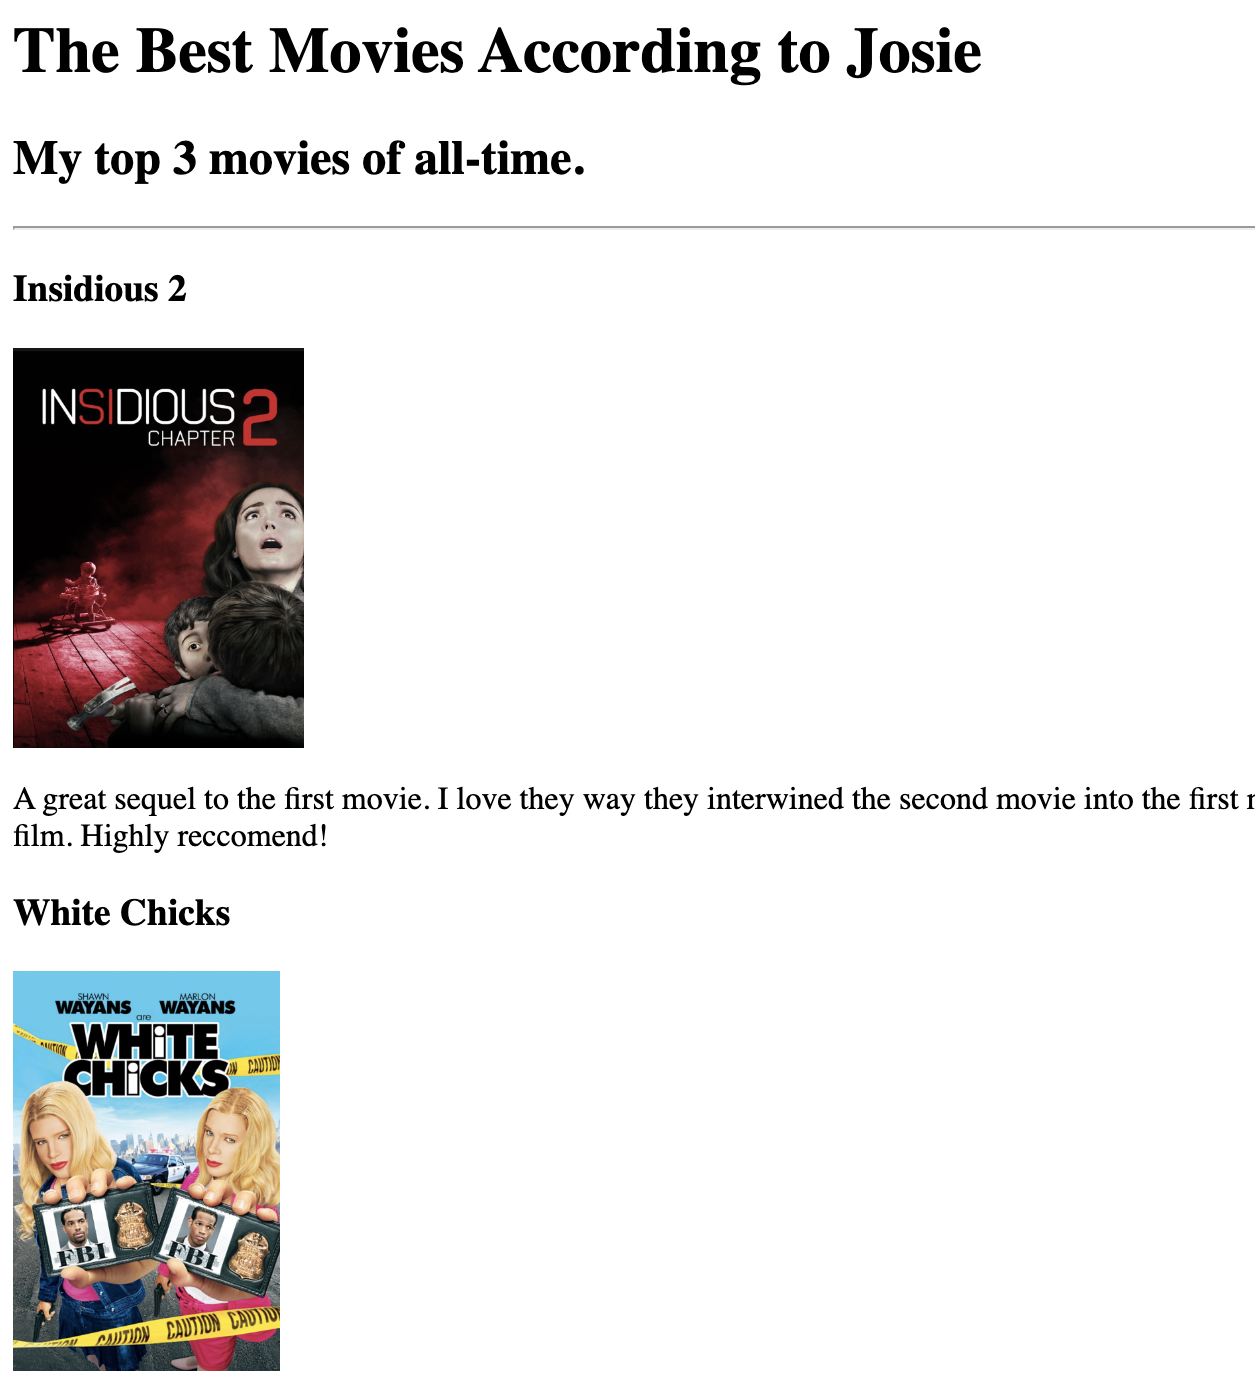 The Best Movies According to Josie
My top 3 movies of all-time.
Insidious 2
INSIDIOUS 2
CHAPTER
A great sequel to the first movie. I love they way they interwined the second movie into the first
film. Highly reccomend!
White Chicks
SHAWN MARLON
WAYANS WAYANS
are
WHiTE
CHiCKS
CAUTION CAUTION
FBI FBI
CAUTION CAUTION CAUTION